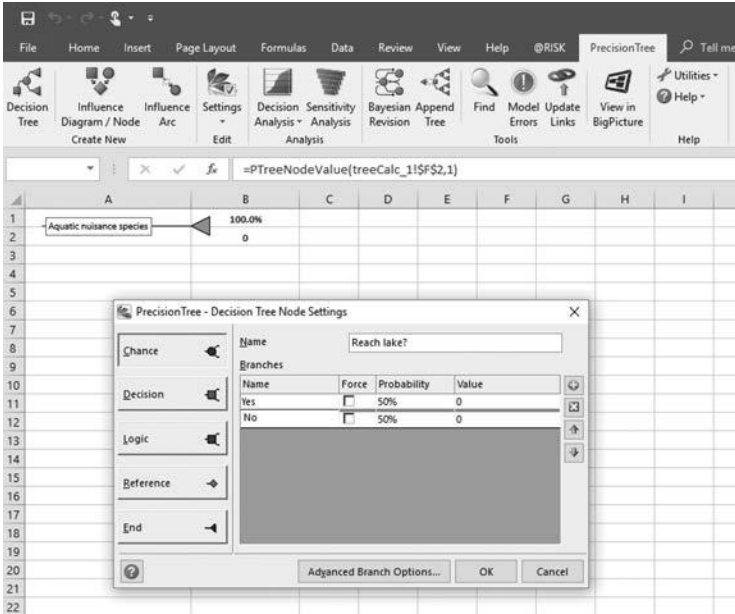 File Home Insert Page Layout Formulas Data Review View Help @RISK PrecisionTree Tell me
Decision Tree
Influence Diagram / Node
Influence Arc
Create New
Settings
Edit
Decision Analysis
Sensitivity Analysis
Analysis
Bayesian Revision
Append Tree
Find
Model Errors
Update Links
Tools
View in BigPicture
Utilities
Help
Help
fx =PTreeNodeValue(treeCalc_1!$F$2,1)
A B C D E F G H I
1 100.0%
Aquatic nuisance species
2 0
3
4
5
6 PrecisionTree - Decision Tree Node Settings
7
8 Chance Name Reach lake?
9 Branches
10 Name Force Probability Value
11 Decision Yes 50% 0
12 No 50% 0
13 Logic
14
15 Reference
16
17
18 End
19
20 Advanced Branch Options... OK Cancel
21
22